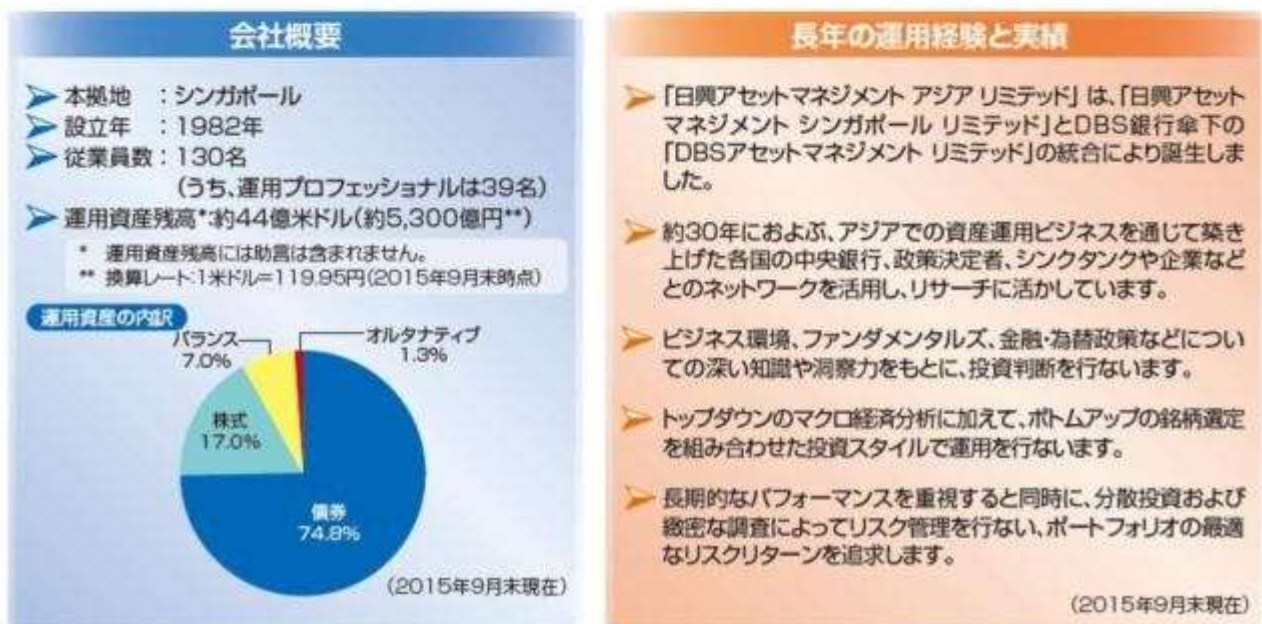 会社概要
本拠地 ：シンガポール
設立年 ：1982年
従業員数：130名
(うち、運用プロフェッショナルは39名)
運用資産残高*:約44億米ドル(約5,300億円**)
* 運用資産残高には助言は含まれません。
** 換算レート:1米ドル=119.95円(2015年9月末時点)
運用資産の内訳
バランス
7.0%
オルタナティブ
1.3%
株式
17.0%
債券
74.8%
(2015年9月末現在)
長年の運用経験と実績
「日興アセットマネジメント アジア リミテッド」は、「日興アセット
マネジメント シンガポール リミテッド」とDBS銀行傘下の
「DBSアセットマネジメント リミテッド」の統合により誕生しま
した。
約30年におよぶ、アジアでの資産運用ビジネスを通じて築き
上げた各国の中央銀行、政策決定者、シンクタンクや企業など
とのネットワークを活用し、リサーチに活かしています。
ビジネス環境、ファンダメンタルズ、金融・為替政策などについ
ての深い知識や洞察力をもとに、投資判断を行ないます。
トップダウンのマクロ経済分析に加えて、ボトムアップの銘柄選定
を組み合わせた投資スタイルで運用を行ないます。
長期的なパフォーマンスを重視すると同時に、分散投資および
緻密な調査によってリスク管理を行ない、ポートフォリオの最適
なリスクリターンを追求します。
(2015年9月末現在)